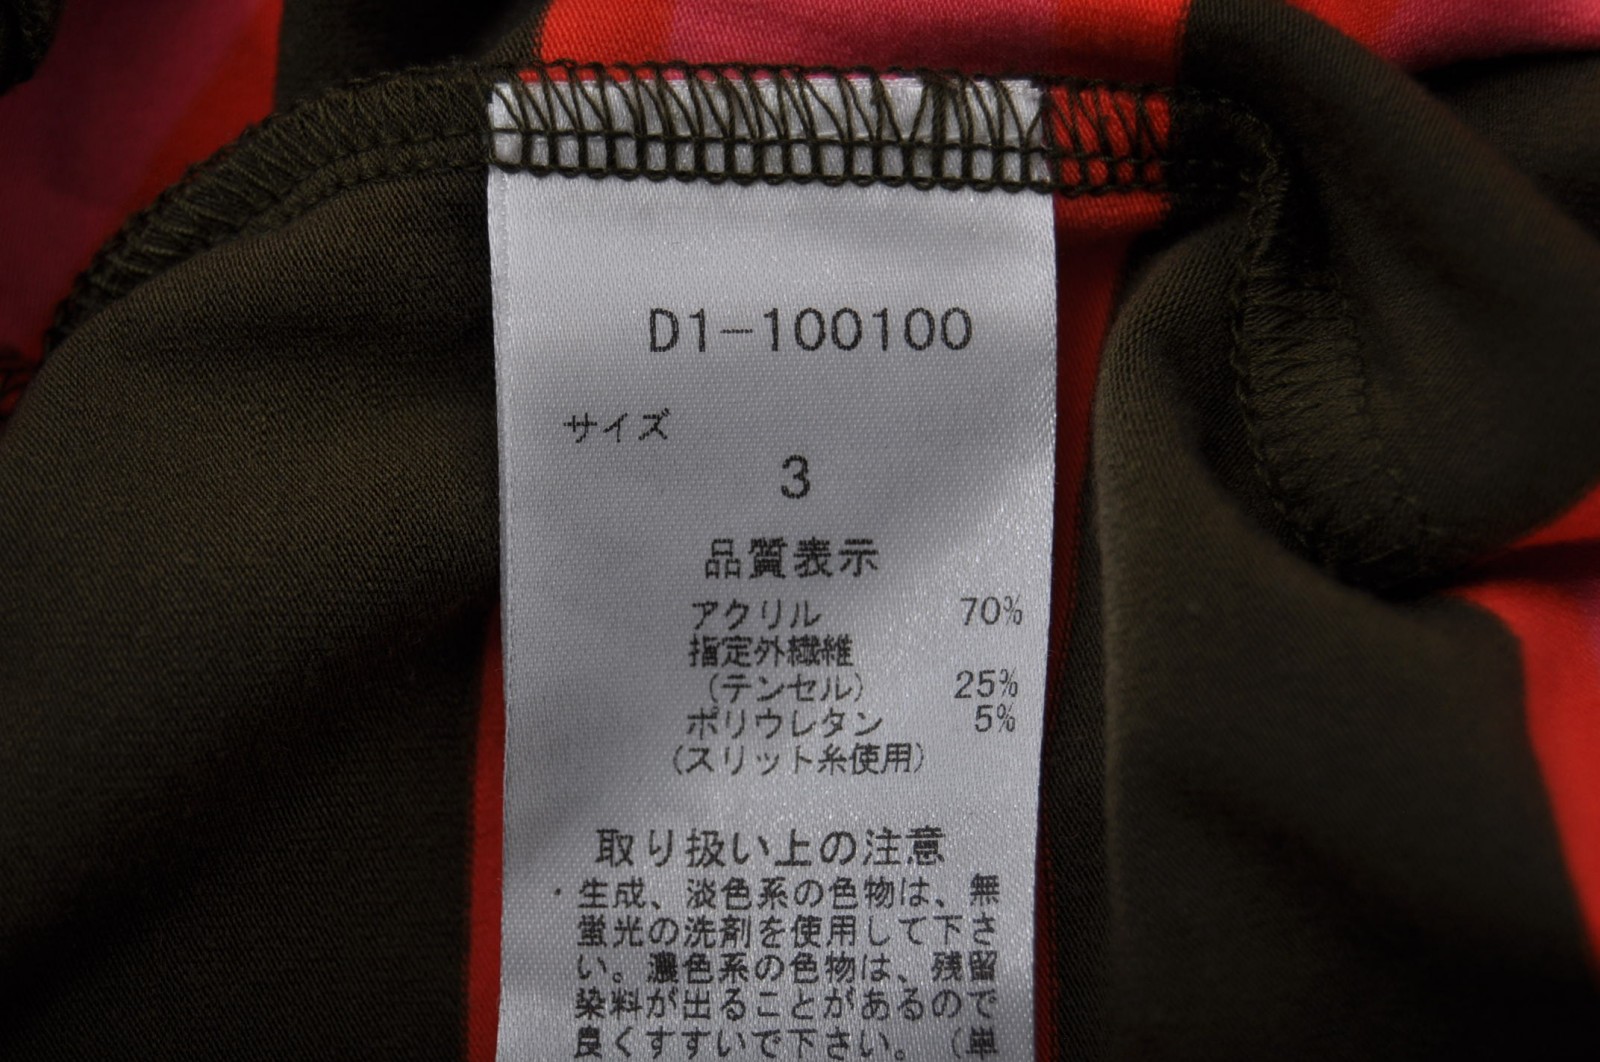 D1-100100
サイズ
3
品質表示
アクリル 70%
指定外繊維
(テンセル) 25%
ポリウレタン 5%
(スリット糸使用)
取り扱い上の注意
・生成、淡色系の色物は、無
蛍光の洗剤を使用して下さ
い。濃色系の色物は、残留
染料が出ることがあるので
良くすすいで下さい。(単